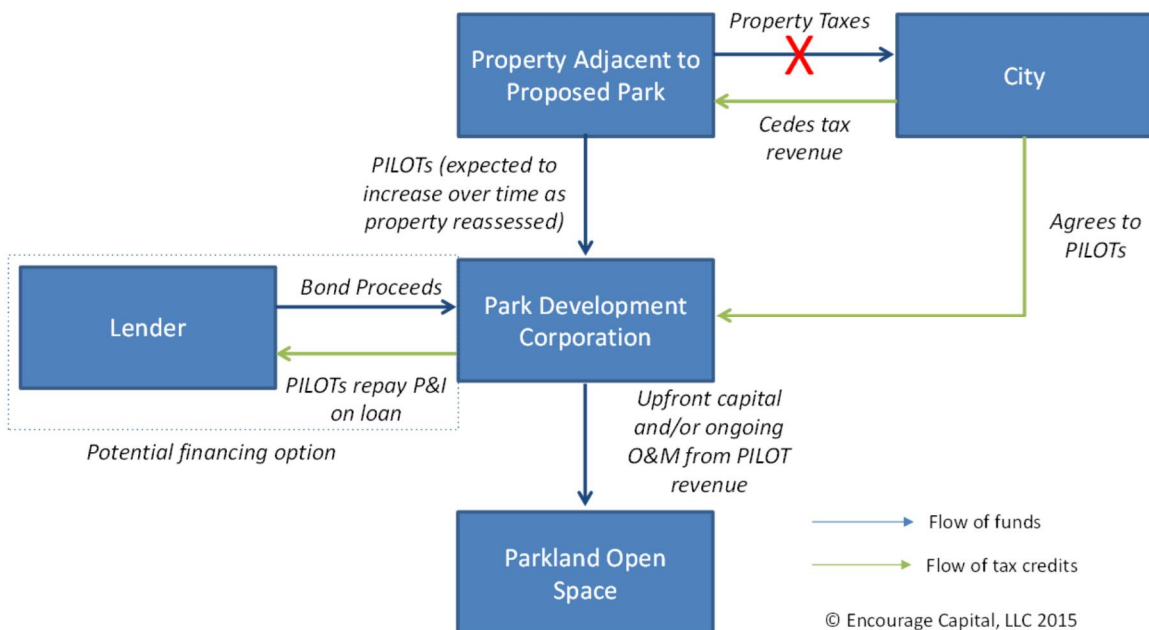 Property Taxes
X
Property Adjacent to
Proposed Park
City
Cedes tax
revenue
PILOTs (expected to
increase over time as
property reassessed)
Agrees to
PILOTs
Bond Proceeds
Lender
Park Development
Corporation
PILOTs repay P&I
on loan
Potential financing option
Upfront capital
and/or ongoing
O&M from PILOT
revenue
Parkland Open
Space
Flow of funds
Flow of tax credits
© Encourage Capital, LLC 2015